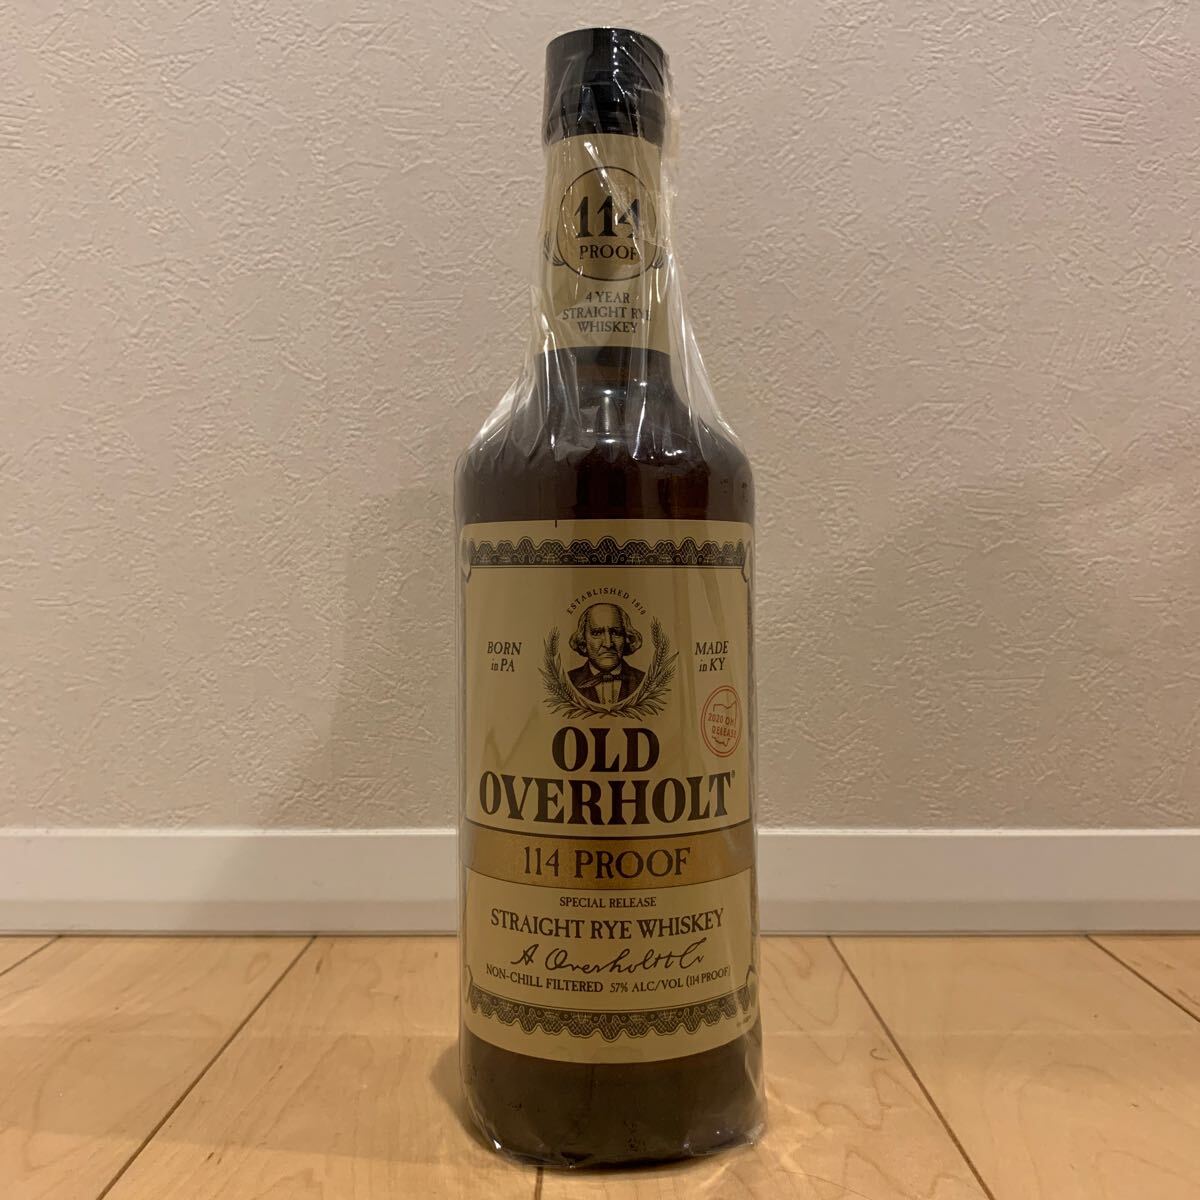 114
PROOF
4 YEAR
STRAIGHT RYE
WHISKEY
ESTABLISHED 1810
BORN
in PA
MADE
in KY
2020 OH
RELEASE
OLD
OVERHOLT®
114 PROOF
SPECIAL RELEASE
STRAIGHT RYE WHISKEY
A Overholt & Co
NON-CHILL FILTERED 57% ALC/VOL (114 PROOF)